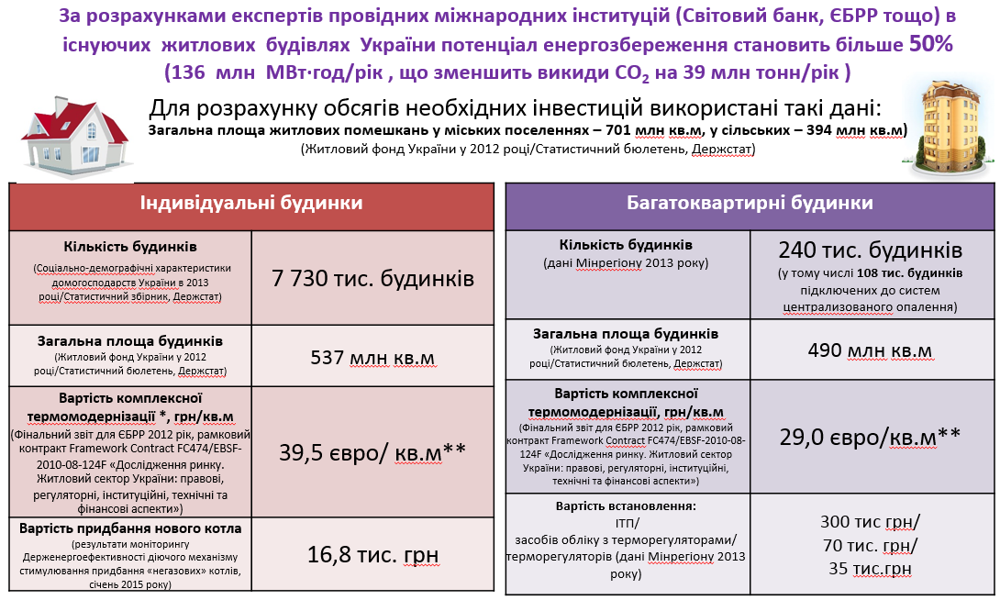 За розрахунками експертів провідних міжнародних інституцій (Світовий банк, ЄБРР тощо) в
існуючих житлових будівлях України потенціал енергозбереження становить більше 50%
(136 млн МВт·год/рік , що зменшить викиди СО₂ на 39 млн тонн/рік )
Для розрахунку обсягів необхідних інвестицій використані такі дані:
Загальна площа житлових помешкань у міських поселеннях – 701 млн кв.м, у сільських – 394 млн кв.м)
(Житловий фонд України у 2012 році/Статистичний бюлетень, Держстат)
Індивідуальні будинки
Кількість будинків
(Соціально-демографічні характеристики
домогосподарств України в 2013
році/Статистичний збірник, Держстат)
7 730 тис. будинків
Загальна площа будинків
(Житловий фонд України у 2012
році/Статистичний бюлетень, Держстат)
537 млн кв.м
Вартість комплексної
термомодернізації *, грн/кв.м
(Фінальний звіт для ЄБРР 2012 рік, рамковий
контракт Framework Contract FC474/EBSF-
2010-08-124F «Дослідження ринку.
Житловий сектор України: правові,
регуляторні, інституційні, технічні та
фінансові аспекти»)
39,5 євро/ кв.м**
Вартість придбання нового котла
(результати моніторингу
Держенергоефективності діючого механізму
стимулювання придбання «негазових» котлів,
січень 2015 року)
16,8 тис. грн
Багатоквартирні будинки
Кількість будинків
(дані Мінрегіону 2013 року)
240 тис. будинків
(у тому числі 108 тис. будинків
підключених до систем
централізованого опалення)
Загальна площа будинків
(Житловий фонд України у 2012
році/Статистичний бюлетень, Держстат)
490 млн кв.м
Вартість комплексної
термомодернізації, грн/кв.м
(Фінальний звіт для ЄБРР 2012 рік, рамковий
контракт Framework Contract FC474/EBSF-2010-08-
124F «Дослідження ринку. Житловий сектор
України: правові, регуляторні, інституційні,
технічні та фінансові аспекти»)
29,0 євро/кв.м**
Вартість встановлення:
ІТП/
засобів обліку з терморегуляторами/
терморегуляторів (дані Мінрегіону 2013
року)
300 тис грн/
70 тис. грн/
35 тис.грн